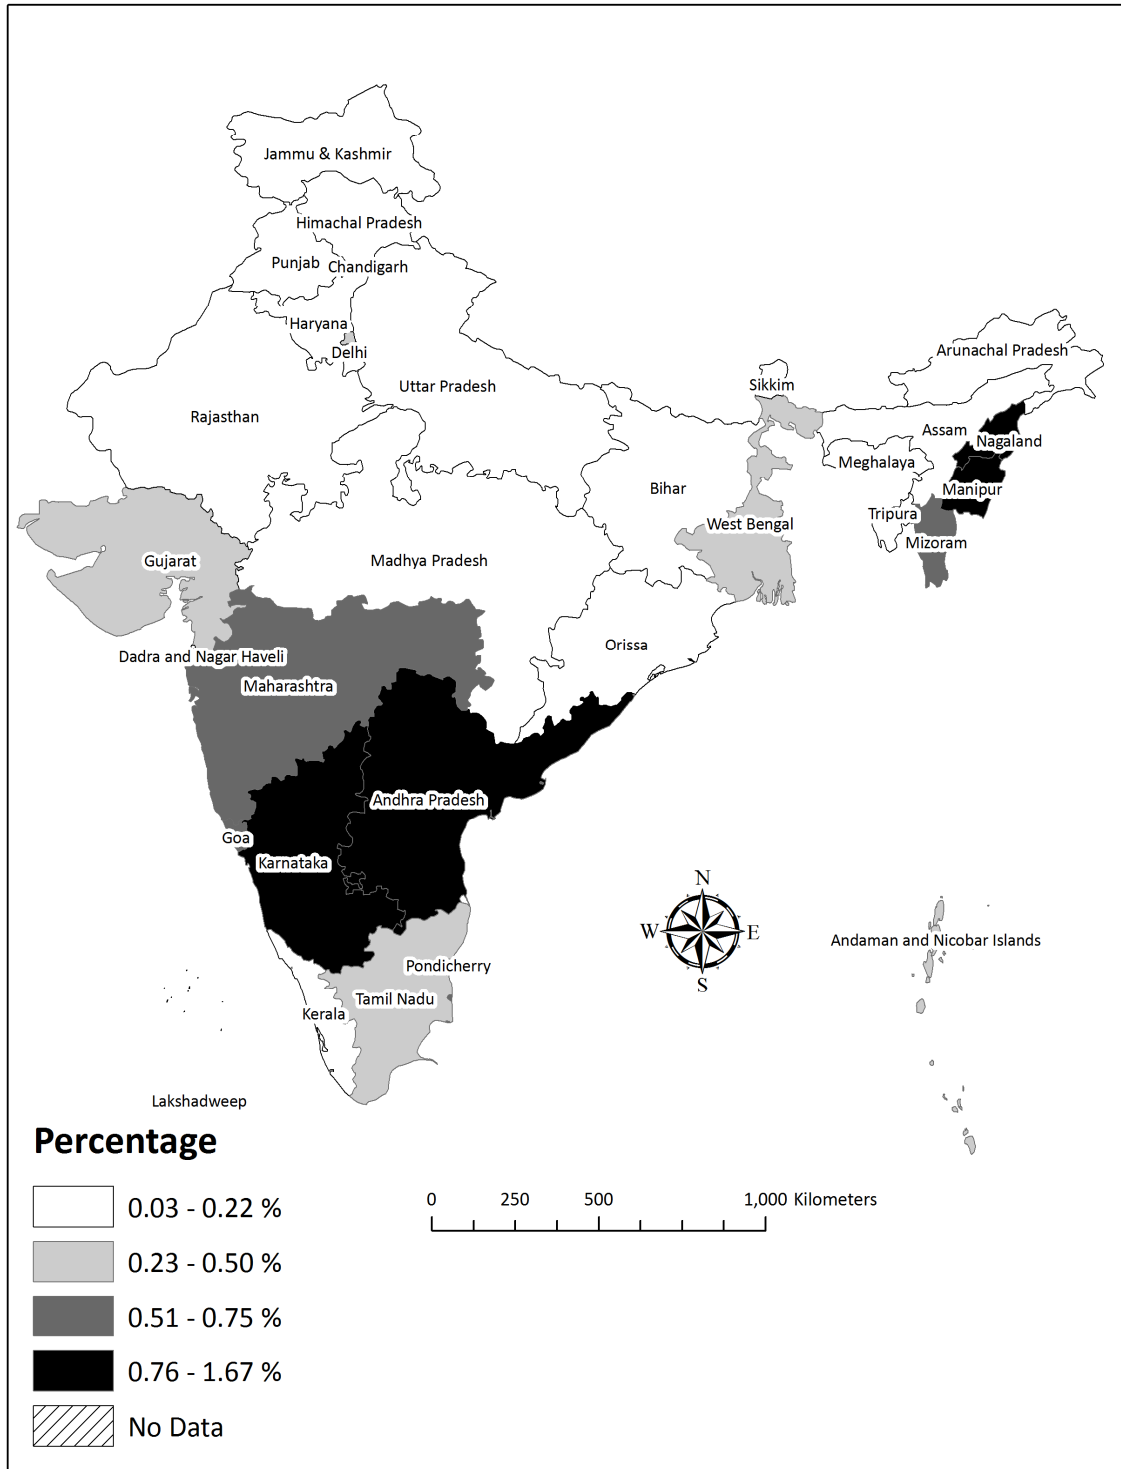 Jammu & Kashmir
Himachal Pradesh
Punjab
Chandigarh
Haryana
Delhi
Uttar Pradesh
Rajasthan
Arunachal Pradesh
Sikkim
Assam
Nagaland
Meghalaya
Bihar
Manipur
Tripura
West Bengal
Mizoram
Gujarat
Madhya Pradesh
Orissa
Dadra and Nagar Haveli
Maharashtra
Andhra Pradesh
Goa
Karnataka
N
W
E
S
Andaman and Nicobar Islands
Pondicherry
Tamil Nadu
Kerala
Lakshadweep
Percentage
0.03 - 0.22 %
0.23 - 0.50 %
0.51 - 0.75 %
0.76 - 1.67 %
No Data
0 250 500 1,000 Kilometers